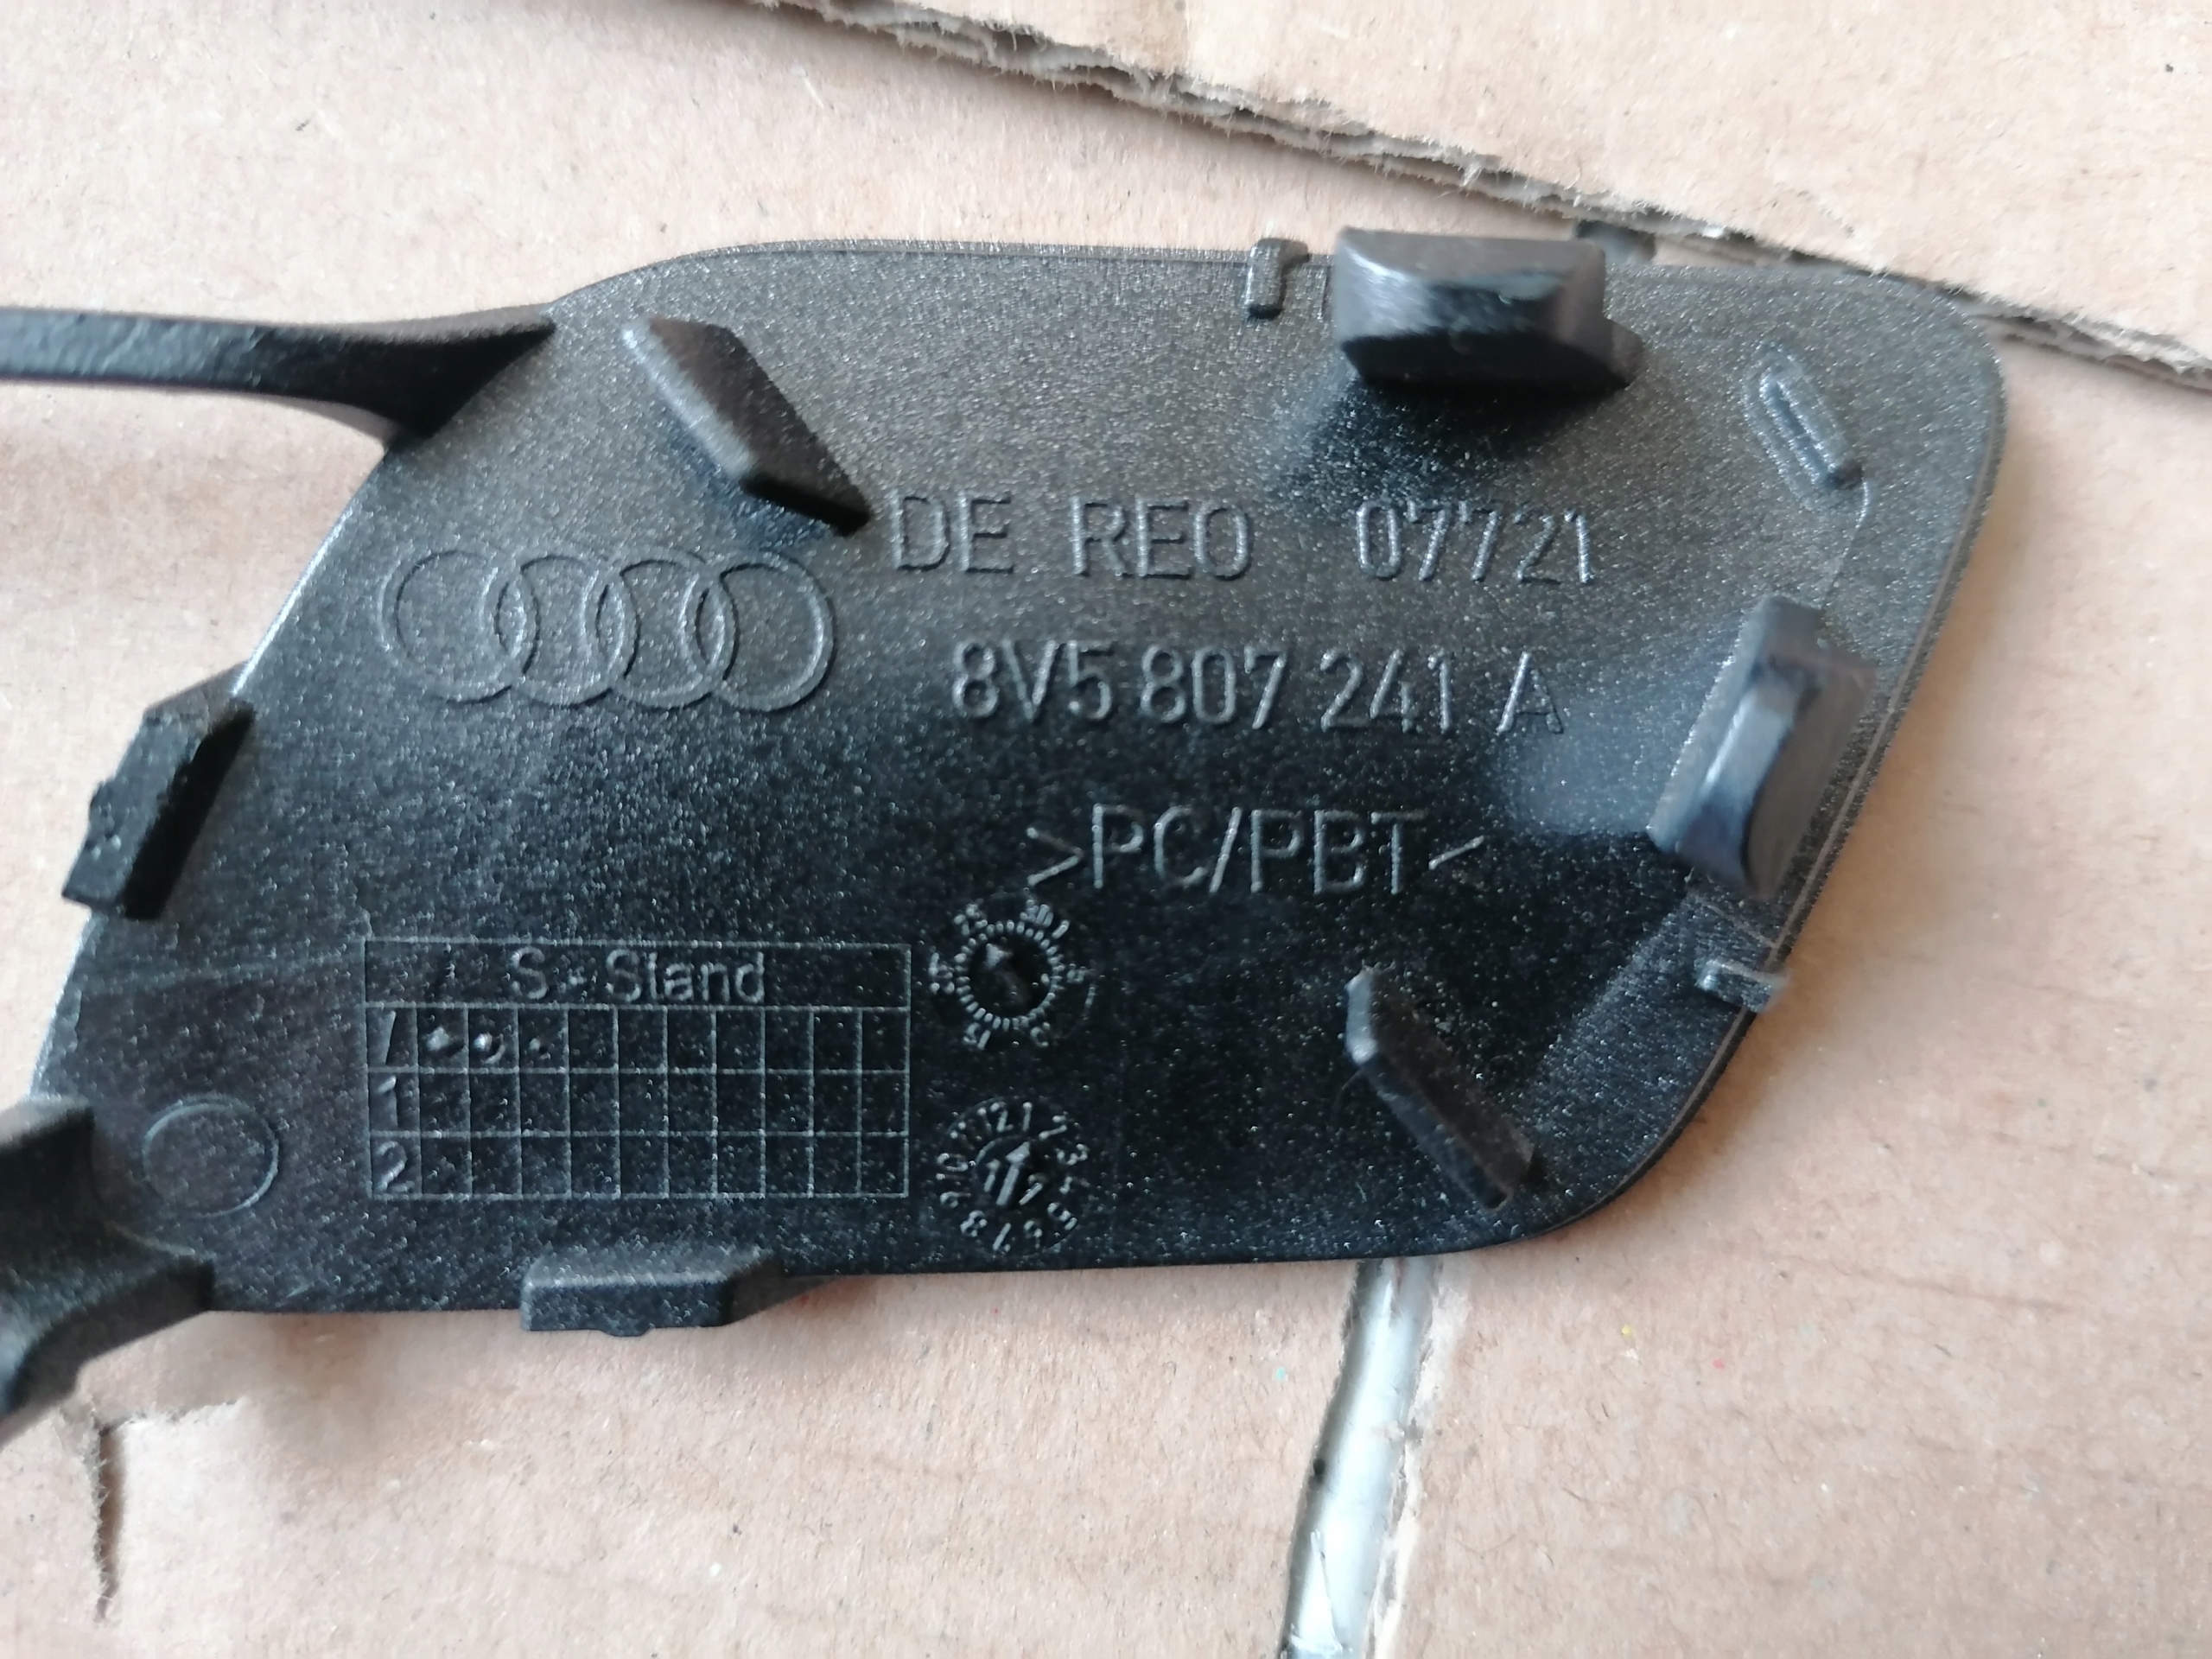 DE REO 07721
8V5 807 241 A
>PC/PBT<
S - Stand
1
2